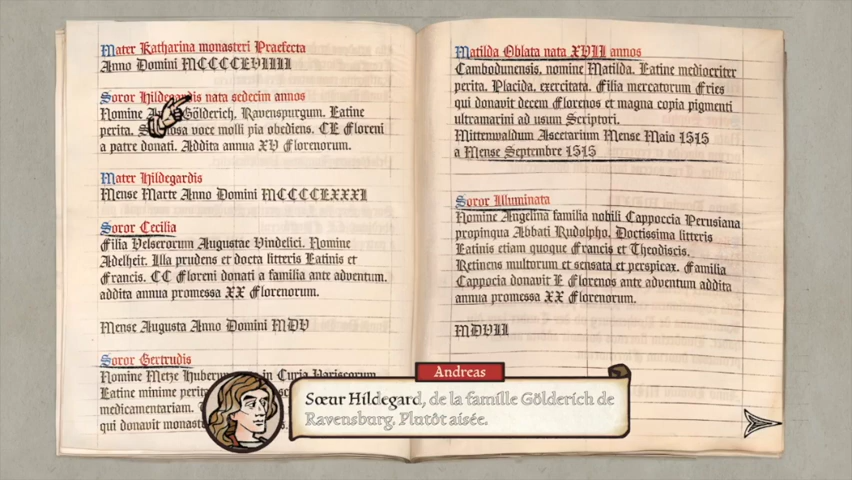 Mater Katharina monasteri Praefecta
Anno Domini MCCCCLVIIII
Soror Hildegardis nata sedecim annos
Nomine Gölderich, Ravenspurgum. Latine
perita. voce molli pia obediens. CL Floreni
a patre donati. Addita annua XV Florenorum.
Mater Hildegardis
Mense Marte Anno Domini MCCCCLXXXI
Soror Cecilia
Filia Velserorum Augustae Vindelici. Nomine
Adelheit. Illa prudens et docta litteris Latinis et
Francis. CC Floreni donati a familia ante adventum.
addita annua promessa XX Florenorum.
Mense Augusta Anno Domini MDV
Soror Gertrudis
Nomine Metze in Curia Variscorum
Latine minime
medicamentariam.
qui donavit
Matilda Oblata nata XVII annos
Cambodunensis, nomine Matilda. Latine mediocriter
perita. Placida, exercitata. Filia mercatorum Fries
qui donavit decem Florenos et magna copia pigmenti
ultramarini ad usum Scriptori.
Mittenwaldum Ascetarium Mense Maio 1515
a Mense Septembre 1515
Soror Illuminata
Nomine Angelina familia nobili Cappoccia Perusiana
propinqua Abbati Rudolpho. Doctissima litteris
Latinis etiam quoque Francis et Theodiscis.
Retinens multorum et sensata et perspicax. Familia
Cappocia donavit L Florenos ante adventum addita
annua promessa XX Florenorum.
MDVII
Andreas
Sœur Hildegard, de la famille Gölderich de
Ravensburg. Plutôt aisée.